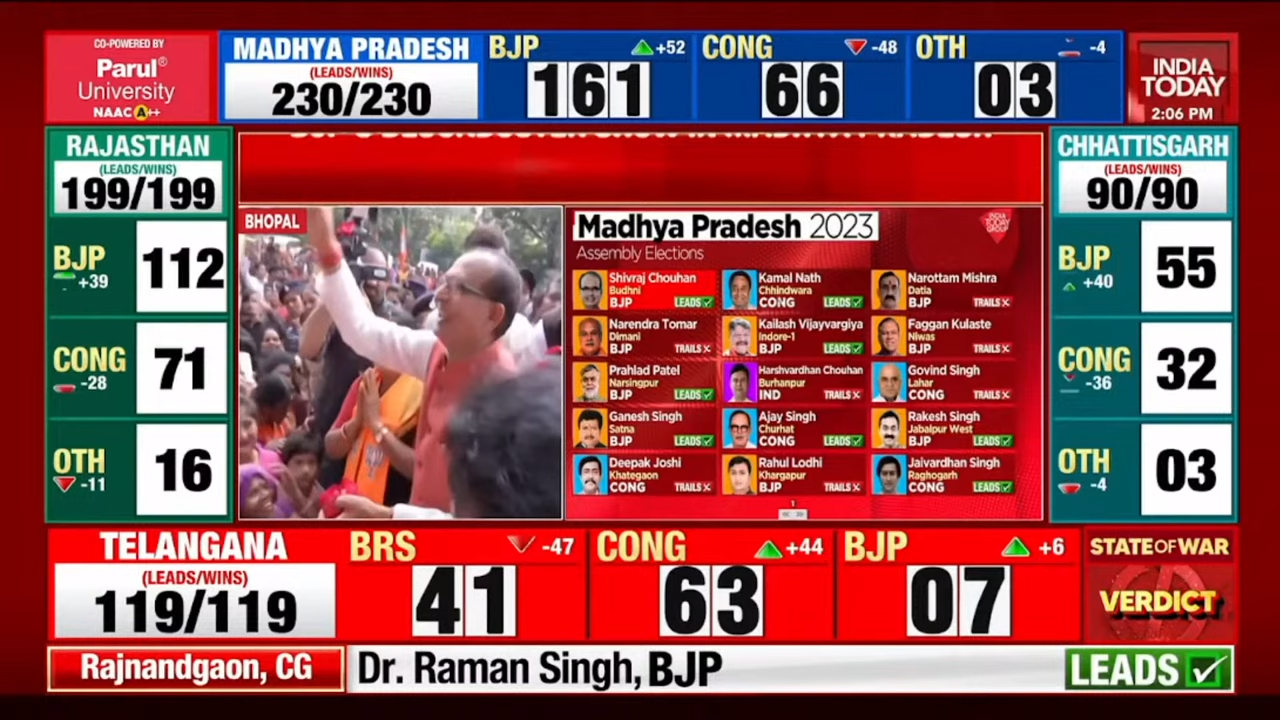 CO-POWERED BY
Parul®
University
NAAC A++
MADHYA PRADESH
(LEADS/WINS)
230/230
BJP +52
161
CONG -48
66
OTH -4
03
INDIA
TODAY
2:06 PM
RAJASTHAN
(LEADS/WINS)
199/199
BJP
+39
112
CONG
-28
71
OTH
-11
16
BHOPAL
Madhya Pradesh 2023
Assembly Elections
INDIA
TODAY
GROUP
Shivraj Chouhan
Budhni
BJP LEADS
Kamal Nath
Chhindwara
CONG LEADS
Narottam Mishra
Datia
BJP TRAILS
Narendra Tomar
Dimani
BJP TRAILS
Kailash Vijayvargiya
Indore-1
BJP LEADS
Faggan Kulaste
Niwas
BJP TRAILS
Prahlad Patel
Narsingpur
BJP LEADS
Harshvardhan Chouhan
Burhanpur
IND TRAILS
Govind Singh
Lahar
CONG TRAILS
Ganesh Singh
Satna
BJP LEADS
Ajay Singh
Churhat
CONG LEADS
Rakesh Singh
Jabalpur West
BJP LEADS
Deepak Joshi
Khategaon
CONG TRAILS
Rahul Lodhi
Khargapur
BJP TRAILS
Jaivardhan Singh
Raghogarh
CONG LEADS
1
CHHATTISGARH
(LEADS/WINS)
90/90
BJP
+40
55
CONG
-36
32
OTH
-4
03
TELANGANA
(LEADS/WINS)
119/119
BRS -47
41
CONG +44
63
BJP +6
07
STATE OF WAR
VERDICT
Rajnandgaon, CG
Dr. Raman Singh, BJP
LEADS